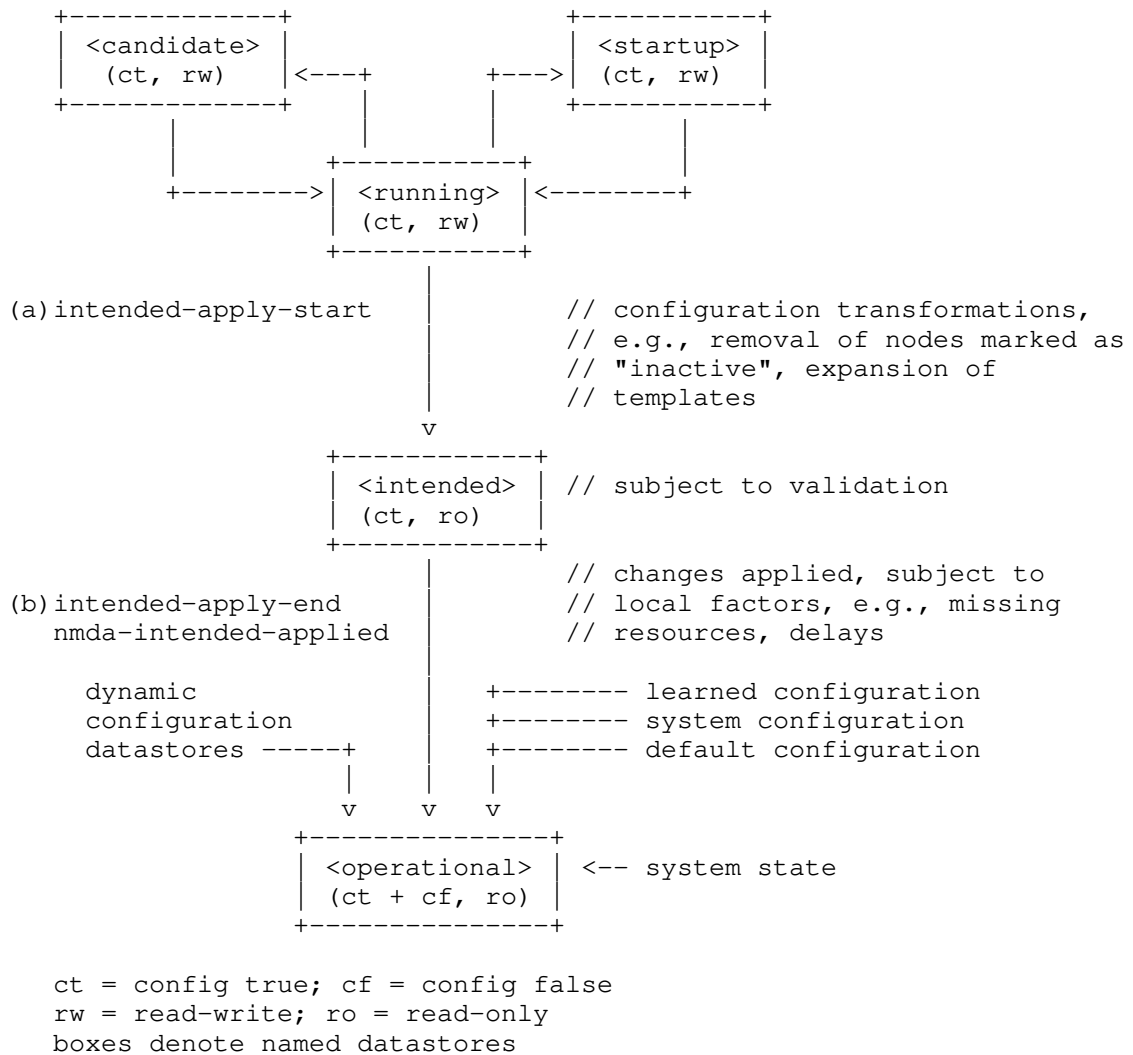 <candidate> <startup>
(ct, rw) <---+ +---> (ct, rw)
+-------->| <running> |<--------+
(ct, rw)
(a)intended-apply-start // configuration transformations,
// e.g., removal of nodes marked as
// "inactive", expansion of
// templates
v
<intended> // subject to validation
(ct, ro)
// changes applied, subject to
(b)intended-apply-end // local factors, e.g., missing
nmda-intended-applied // resources, delays
dynamic +-------- learned configuration
configuration +-------- system configuration
datastores -----+ +-------- default configuration
v v v
<operational> <-- system state
(ct + cf, ro)
ct = config true; cf = config false
rw = read-write; ro = read-only
boxes denote named datastores